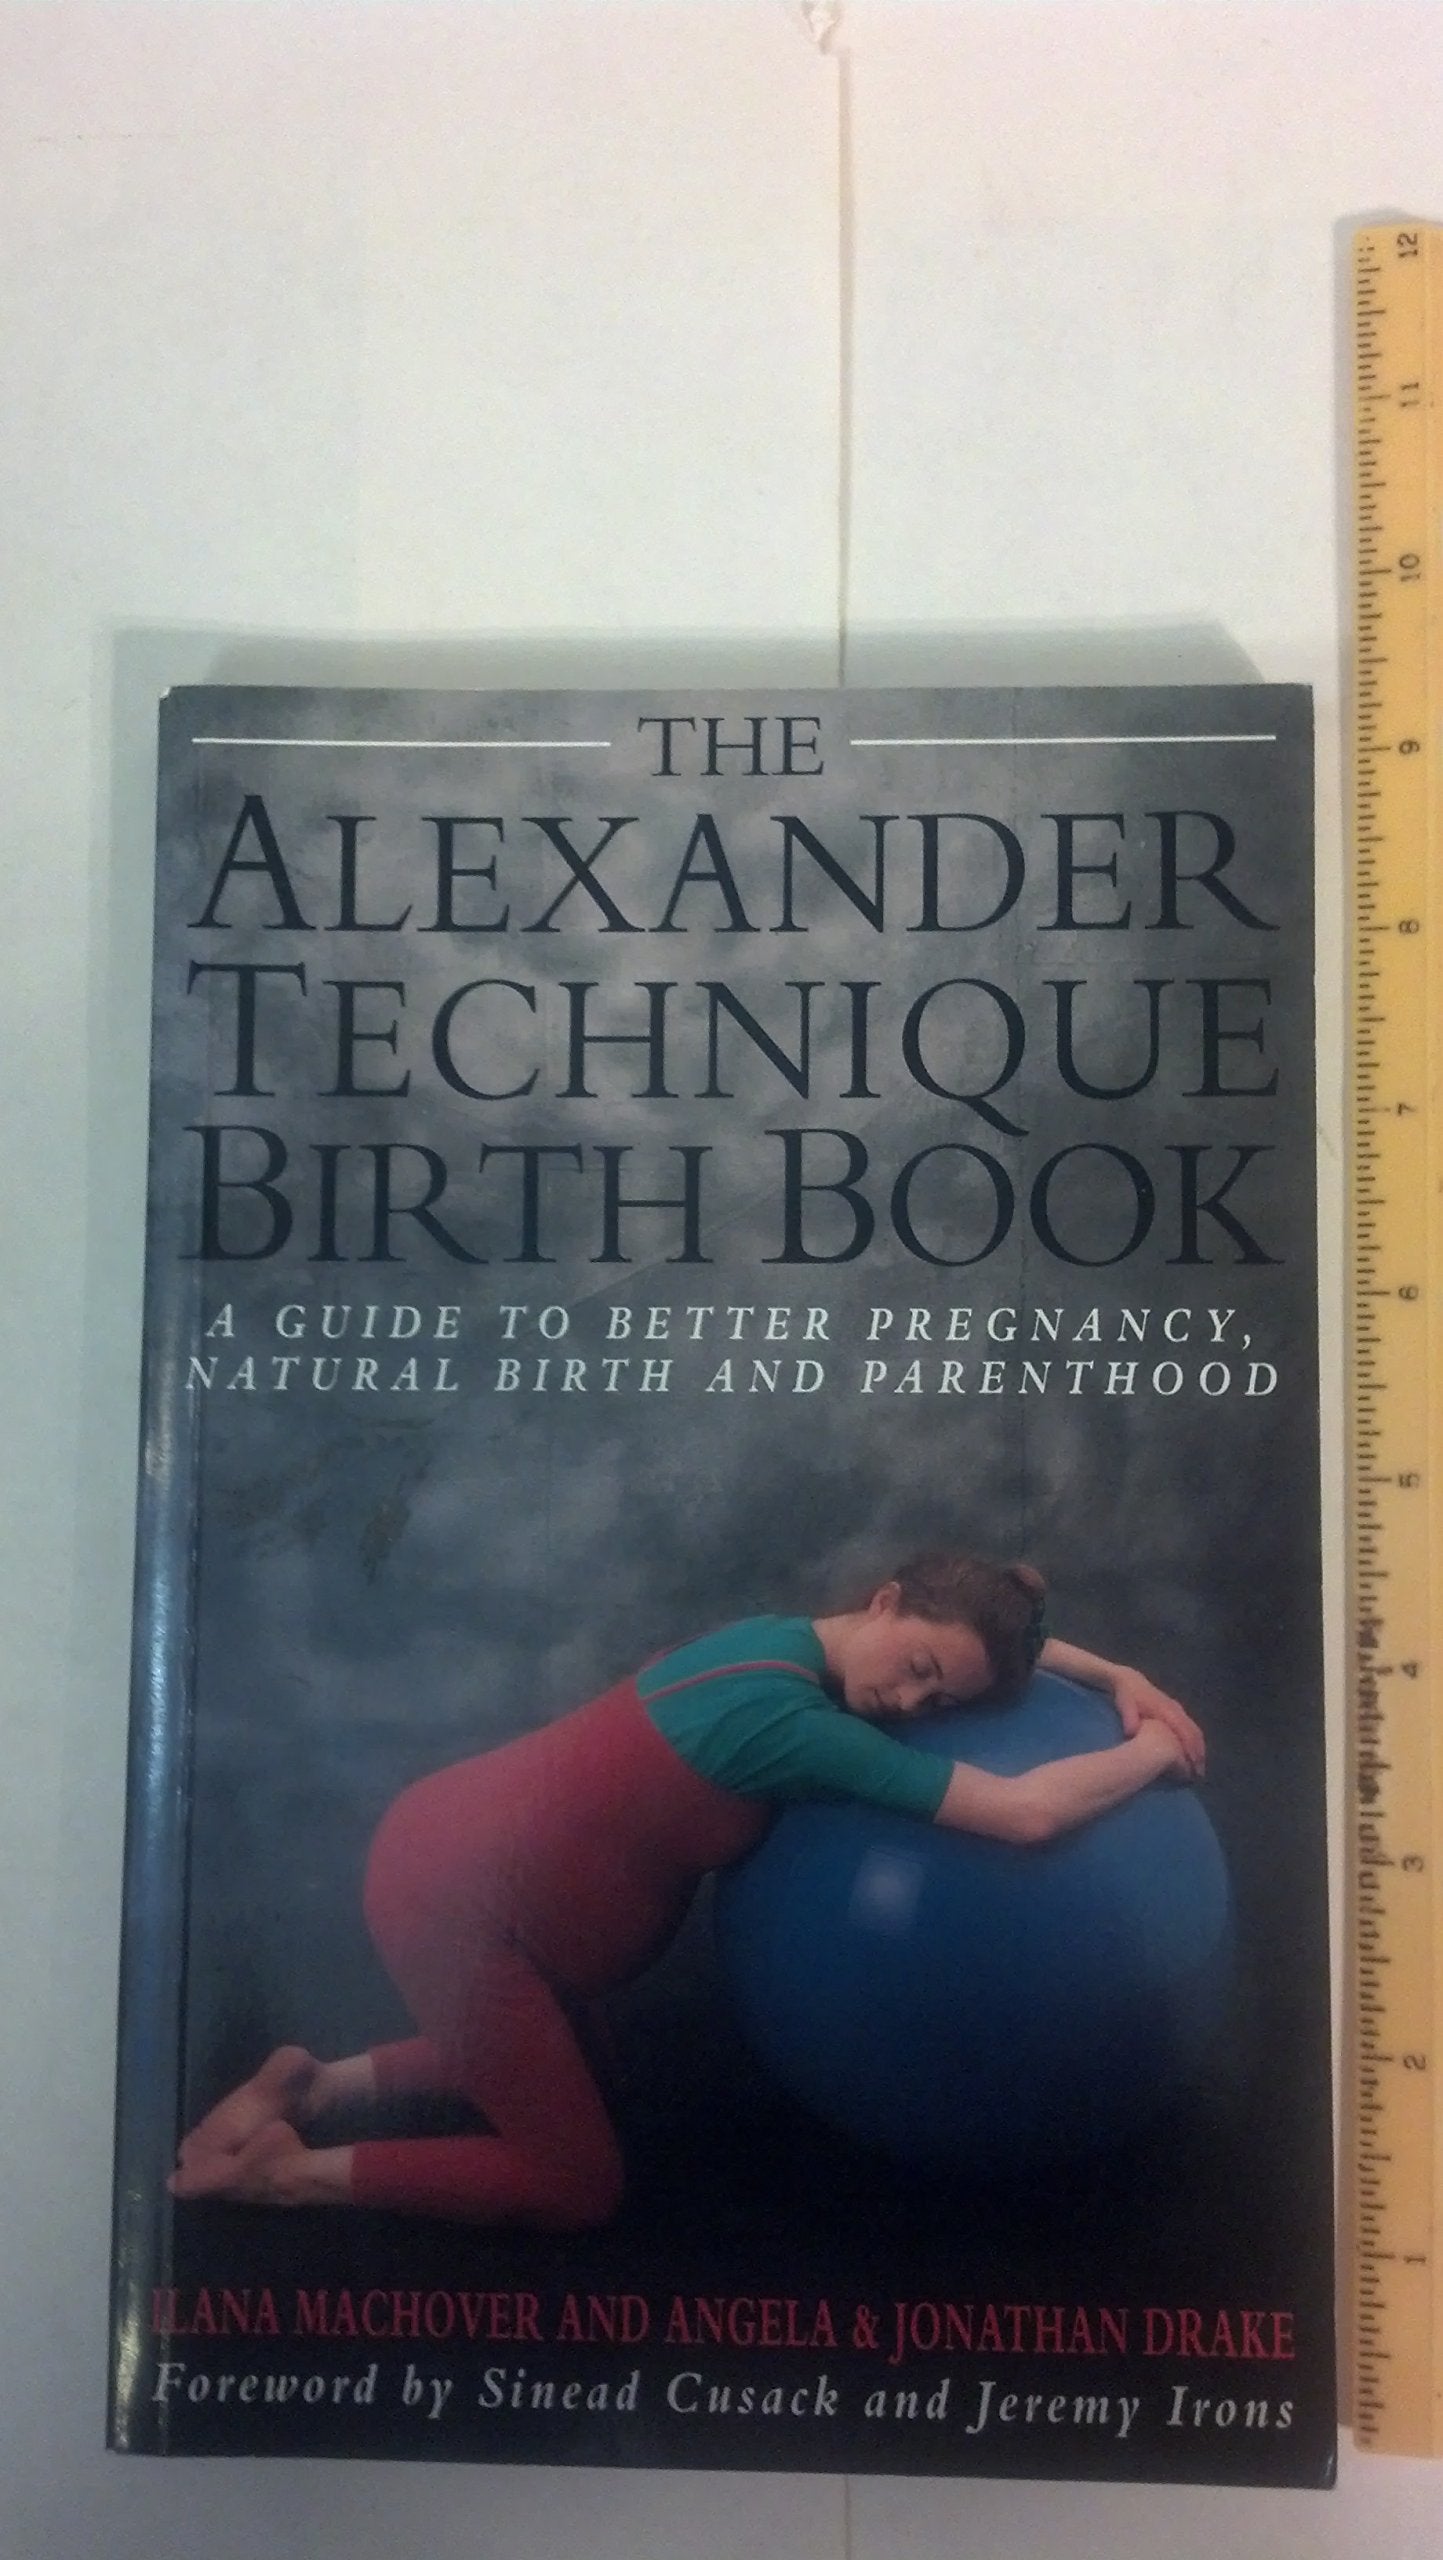 THE
ALEXANDER
TECHNIQUE
BIRTH BOOK
A GUIDE TO BETTER PREGNANCY,
NATURAL BIRTH AND PARENTHOOD
ILANA MACHOVER AND ANGELA & JONATHAN DRAKE
Foreword by Sinead Cusack and Jeremy Irons
12
11
10
9
8
7
6
5
4
3
2
1